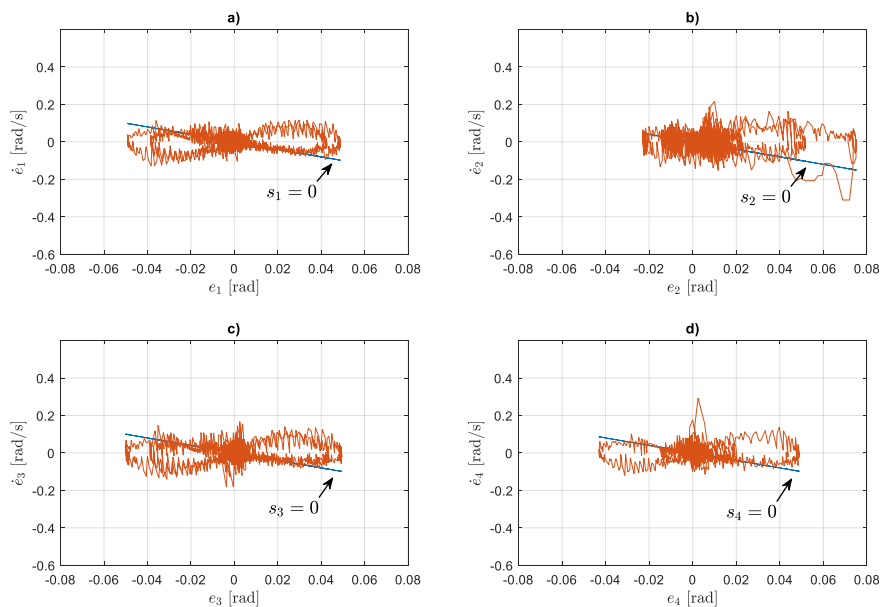 a)
0.4
0.2
0
-0.2
-0.4
-0.6
-0.08 -0.06 -0.04 -0.02 0 0.02 0.04 0.06 0.08
ė₁ [rad/s]
s₁ = 0
e₁ [rad]
b)
0.4
0.2
0
-0.2
-0.4
-0.6
-0.08 -0.06 -0.04 -0.02 0 0.02 0.04 0.06 0.08
ė₂ [rad/s]
s₂ = 0
e₂ [rad]
c)
0.4
0.2
0
-0.2
-0.4
-0.6
-0.08 -0.06 -0.04 -0.02 0 0.02 0.04 0.06 0.08
ė₃ [rad/s]
s₃ = 0
e₃ [rad]
d)
0.4
0.2
0
-0.2
-0.4
-0.6
-0.08 -0.06 -0.04 -0.02 0 0.02 0.04 0.06 0.08
ė₄ [rad/s]
s₄ = 0
e₄ [rad]